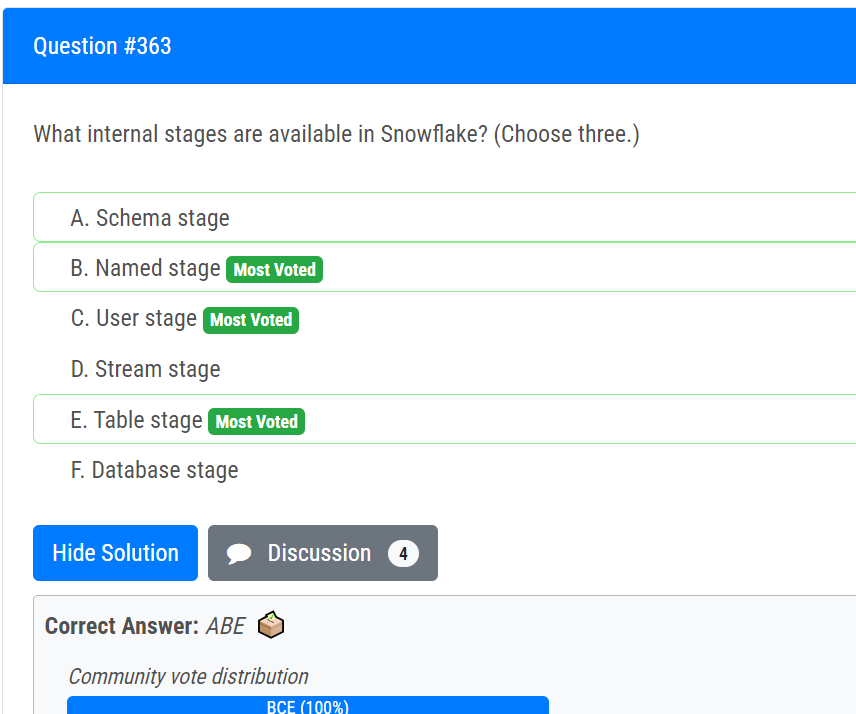 Question #363
What internal stages are available in Snowflake? (Choose three.)
A. Schema stage
B. Named stage Most Voted
C. User stage Most Voted
D. Stream stage
E. Table stage Most Voted
F. Database stage
Hide Solution Discussion 4
Correct Answer: ABE
Community vote distribution
BCE (100%)